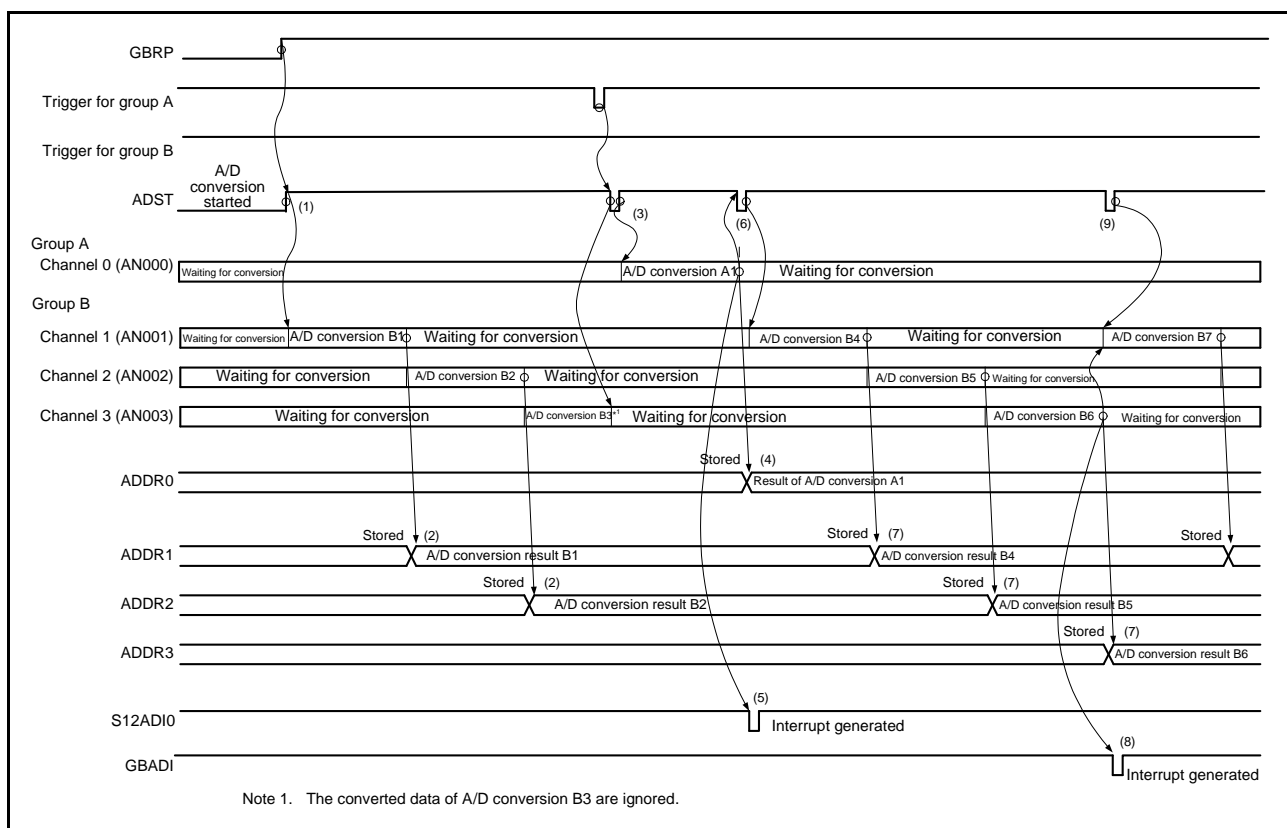 GBRP
Trigger for group A
Trigger for group B
A/D
conversion
started
ADST
(1)
(3)
(6)
(9)
Group A
Channel 0 (AN000)
Waiting for conversion
A/D conversion A1
Waiting for conversion
Group B
Channel 1 (AN001)
Waiting for conversion
A/D conversion B1
Waiting for conversion
A/D conversion B4
Waiting for conversion
A/D conversion B7
Channel 2 (AN002)
Waiting for conversion
A/D conversion B2
Waiting for conversion
A/D conversion B5
Waiting for conversion
Channel 3 (AN003)
Waiting for conversion
A/D conversion B3*1
Waiting for conversion
A/D conversion B6
Waiting for conversion
Stored
(4)
ADDR0
Result of A/D conversion A1
Stored
(2)
Stored
(7)
Stored
ADDR1
A/D conversion result B1
A/D conversion result B4
Stored
(2)
Stored
(7)
ADDR2
A/D conversion result B2
A/D conversion result B5
Stored
(7)
ADDR3
A/D conversion result B6
(5)
S12ADI0
Interrupt generated
(8)
GBADI
Interrupt generated
Note 1. The converted data of A/D conversion B3 are ignored.